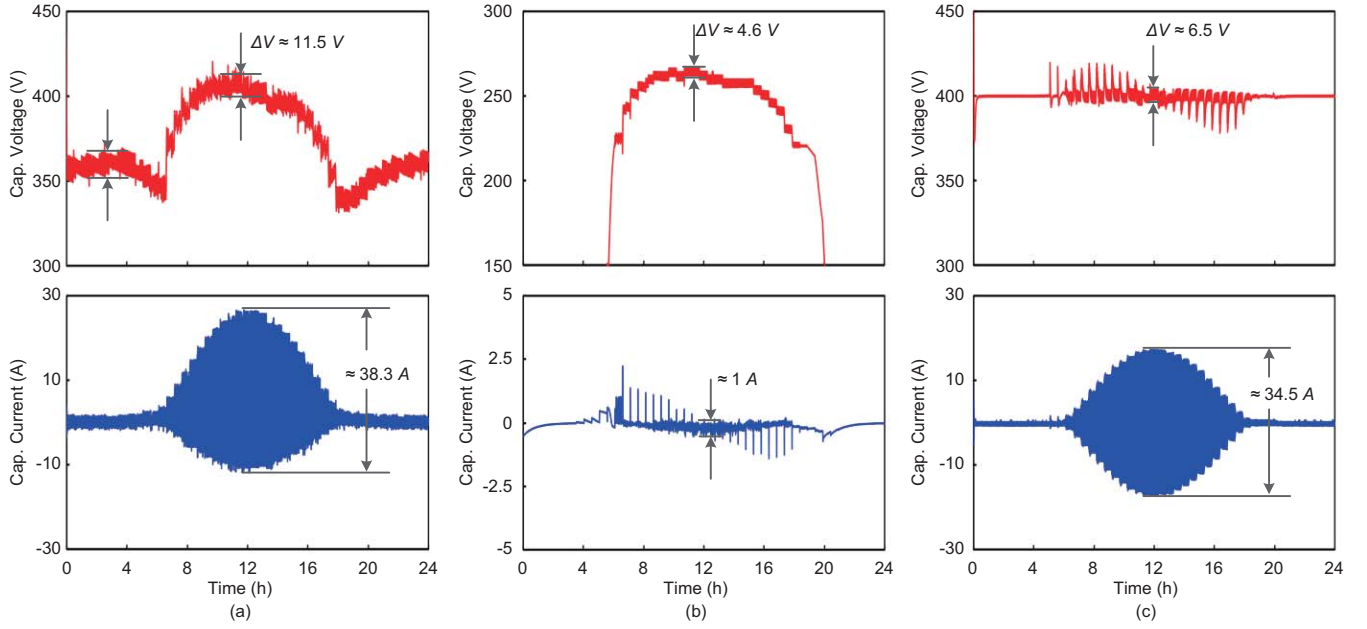 Cap. Voltage (V)
450
400
350
300
ΔV ≈ 11.5 V
Cap. Current (A)
30
10
-10
-30
≈ 38.3 A
0 4 8 12 16 20 24
Time (h)
(a)
Cap. Voltage (V)
300
250
200
150
ΔV ≈ 4.6 V
Cap. Current (A)
5
2.5
0
-2.5
-5
≈ 1 A
0 4 8 12 16 20 24
Time (h)
(b)
Cap. Voltage (V)
450
400
350
300
ΔV ≈ 6.5 V
Cap. Current (A)
30
10
-10
-30
≈ 34.5 A
0 4 8 12 16 20 24
Time (h)
(c)